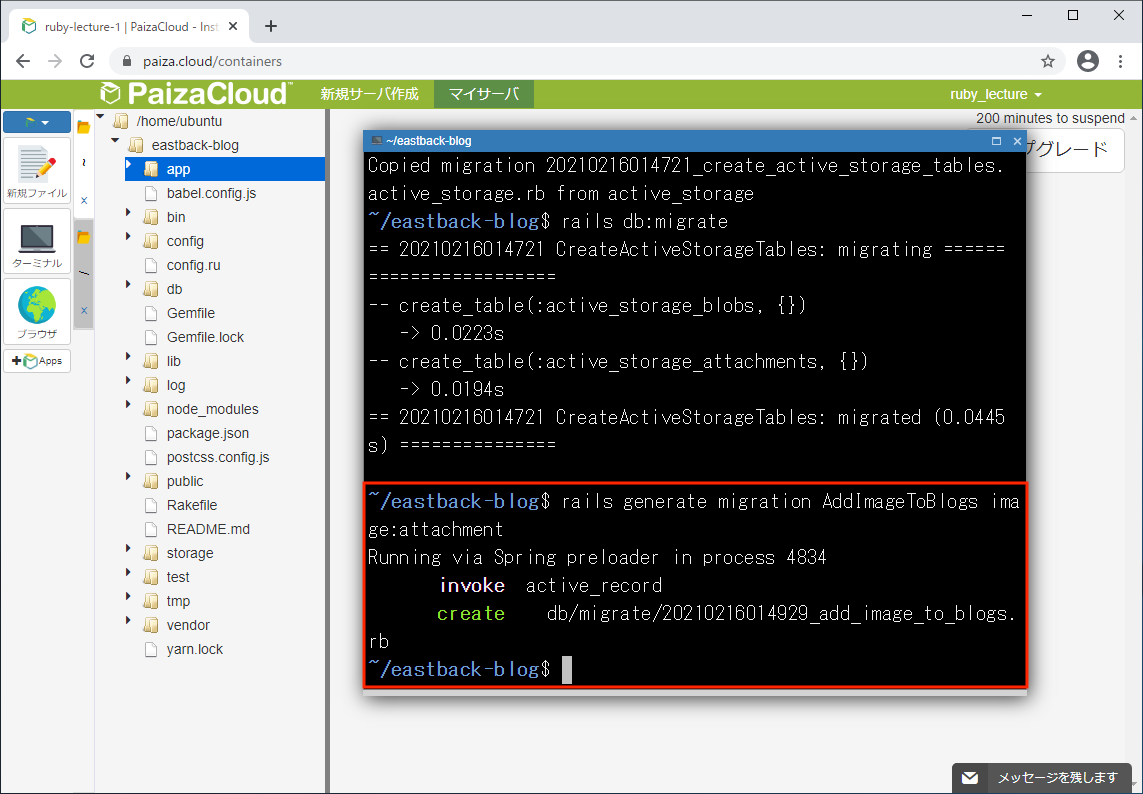 ruby-lecture-1 | PaizaCloud - Inst
paiza.cloud/containers
PaizaCloud™ 新規サーバ作成 マイサーバ ruby_lecture
200 minutes to suspend
プグレード
新規ファイル
ターミナル
ブラウザ
+ Apps
/home/ubuntu
eastback-blog
app
babel.config.js
bin
config
config.ru
db
Gemfile
Gemfile.lock
lib
log
node_modules
package.json
postcss.config.js
public
Rakefile
README.md
storage
test
tmp
vendor
yarn.lock
~/eastback-blog
Copied migration 20210216014721_create_active_storage_tables.
active_storage.rb from active_storage
~/eastback-blog$ rails db:migrate
== 20210216014721 CreateActiveStorageTables: migrating ======
==================
-- create_table(:active_storage_blobs, {})
-> 0.0223s
-- create_table(:active_storage_attachments, {})
-> 0.0194s
== 20210216014721 CreateActiveStorageTables: migrated (0.0445
s) ===============
~/eastback-blog$ rails generate migration AddImageToBlogs ima
ge:attachment
Running via Spring preloader in process 4834
invoke active_record
create db/migrate/20210216014929_add_image_to_blogs.
rb
~/eastback-blog$
メッセージを残します